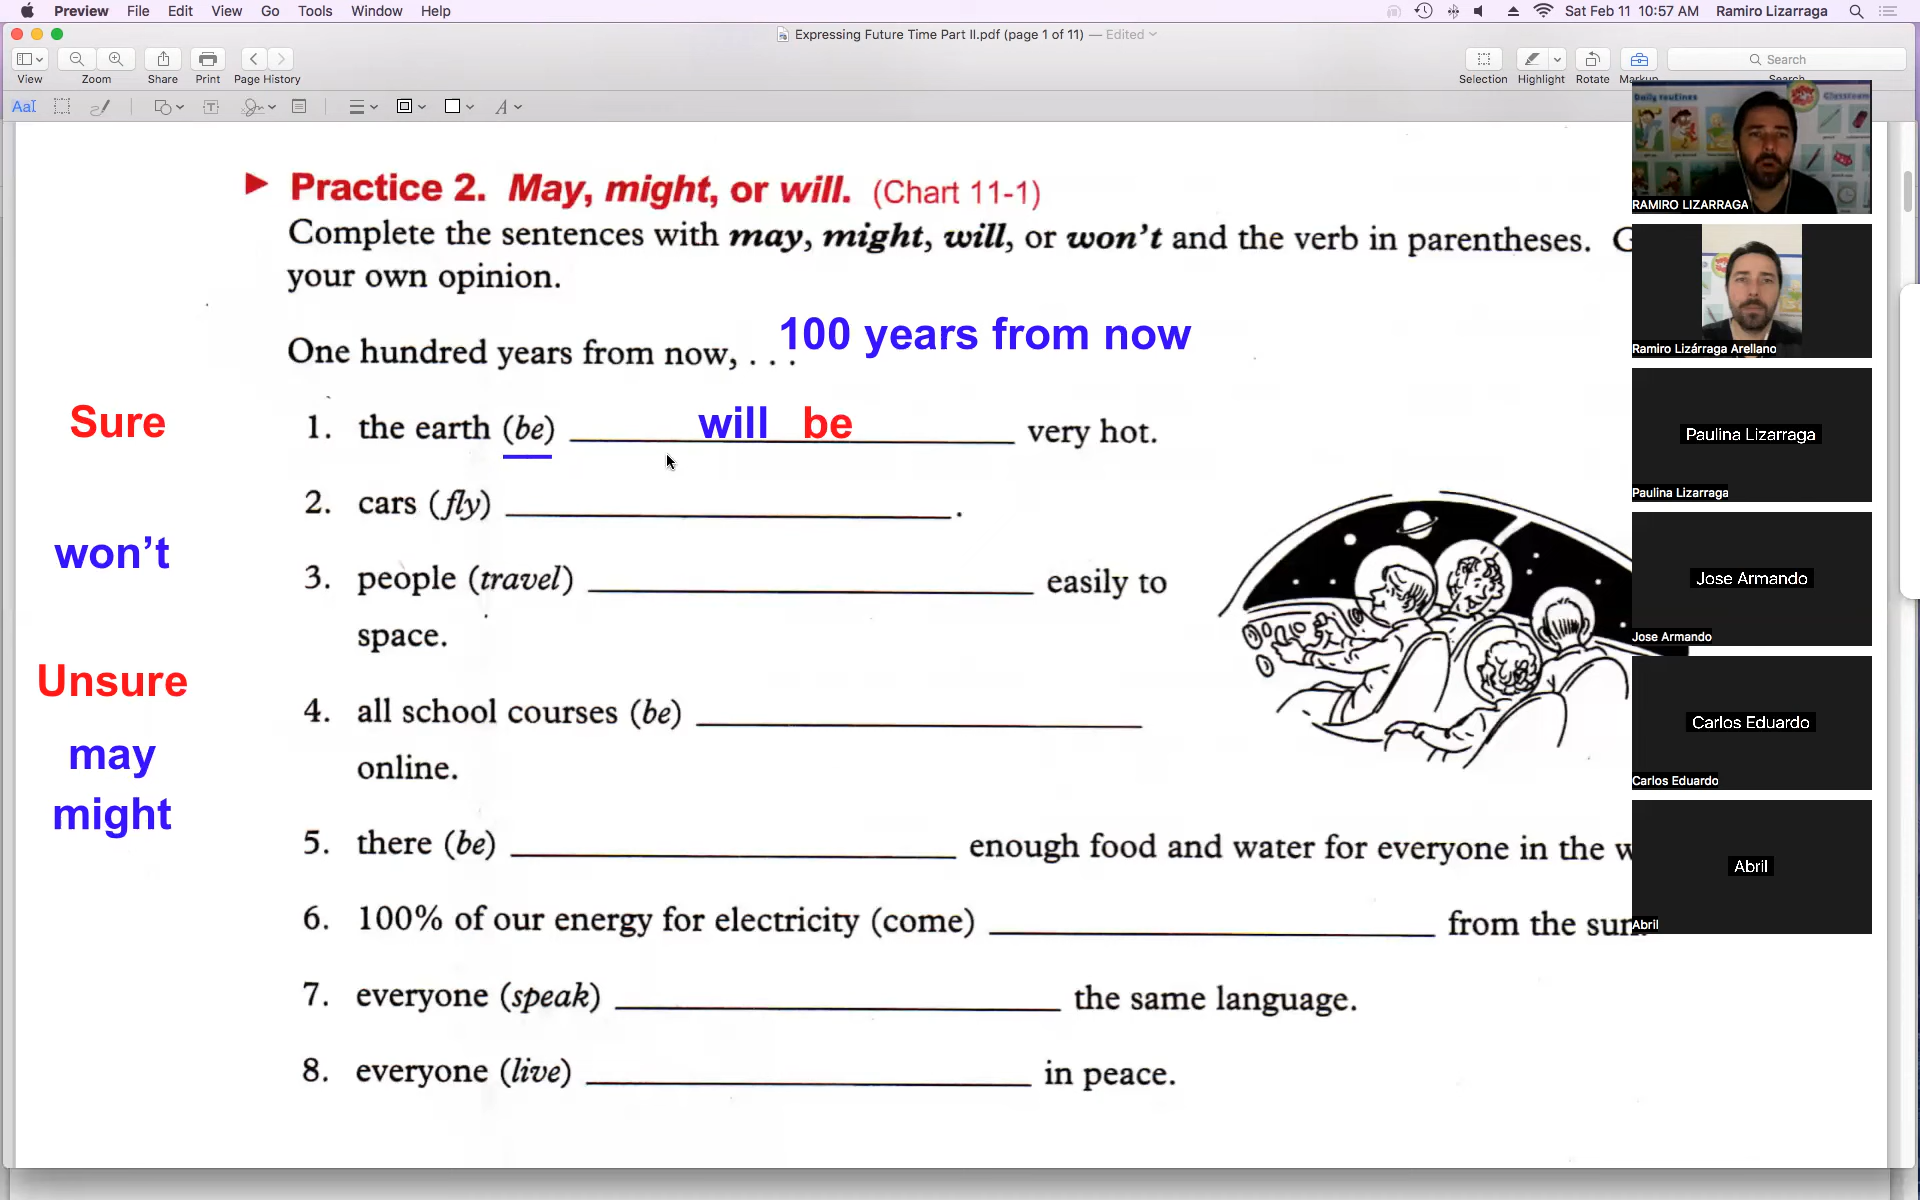 Preview File Edit View Go Tools Window Help
Sat Feb 11 10:57 AM Ramiro Lizarraga
Expressing Future Time Part II.pdf (page 1 of 11) — Edited
View Zoom Share Print Page History
Search
Selection Highlight Rotate Markup Search
AaI A
Daily routines
RAMIRO LIZARRAGA
Ramiro Lizárraga Arellano
Paulina Lizarraga
Paulina Lizarraga
Jose Armando
Jose Armando
Carlos Eduardo
Carlos Eduardo
Abril
Abril
Practice 2. May, might, or will. (Chart 11-1)
Complete the sentences with may, might, will, or won't and the verb in parentheses.
your own opinion.
100 years from now
One hundred years from now, . . .
Sure
1. the earth (be) will be very hot.
2. cars (fly) .
won't
3. people (travel) easily to
space.
Unsure
4. all school courses (be)
may
online.
might
5. there (be) enough food and water for everyone in the
6. 100% of our energy for electricity (come) from the sun
7. everyone (speak) the same language.
8. everyone (live) in peace.